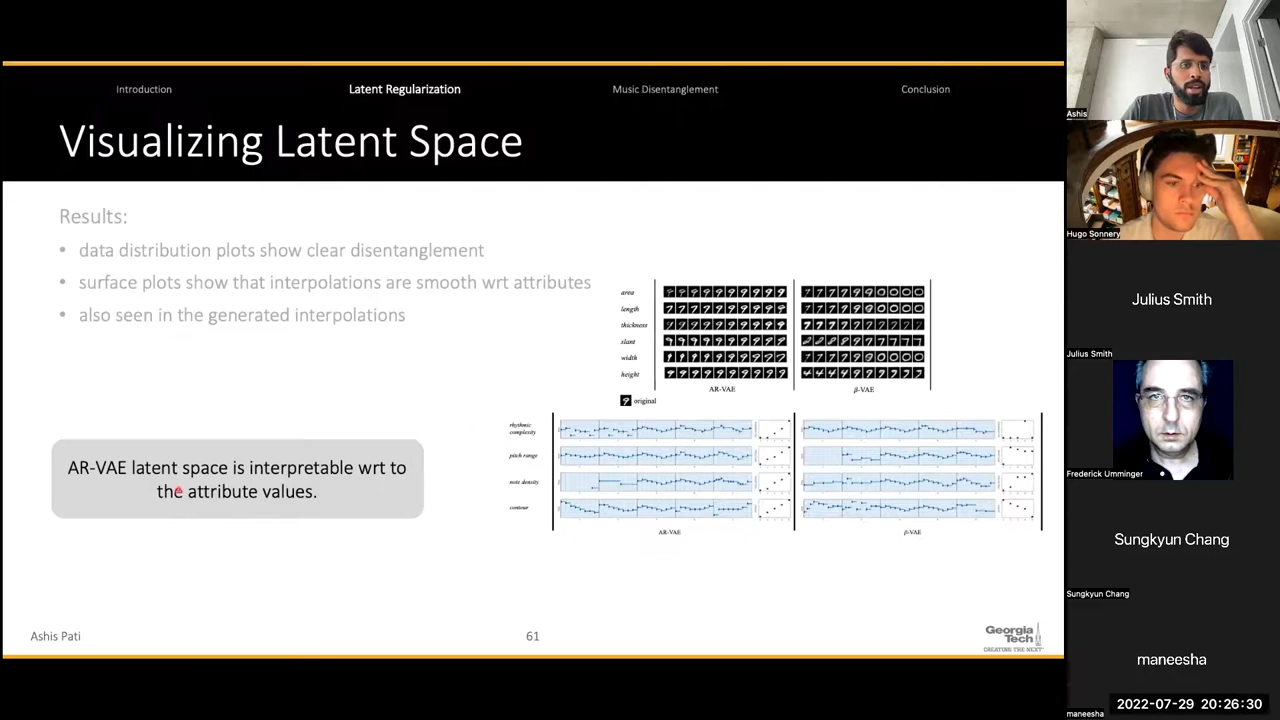 Introduction
Latent Regularization
Music Disentanglement
Conclusion
Visualizing Latent Space
Results:
• data distribution plots show clear disentanglement
• surface plots show that interpolations are smooth wrt attributes
• also seen in the generated interpolations
area
length
thickness
slant
width
height
AR-VAE
β-VAE
original
rhythmic
complexity
pitch range
note density
contour
AR-VAE
β-VAE
AR-VAE latent space is interpretable wrt to
the attribute values.
Ashis Pati
61
Georgia
Tech
CREATING THE NEXT
Ashis
Hugo Sonnery
Julius Smith
Julius Smith
Frederick Umminger
Sungkyun Chang
Sungkyun Chang
maneesha
maneesha
2022-07-29 20:26:30